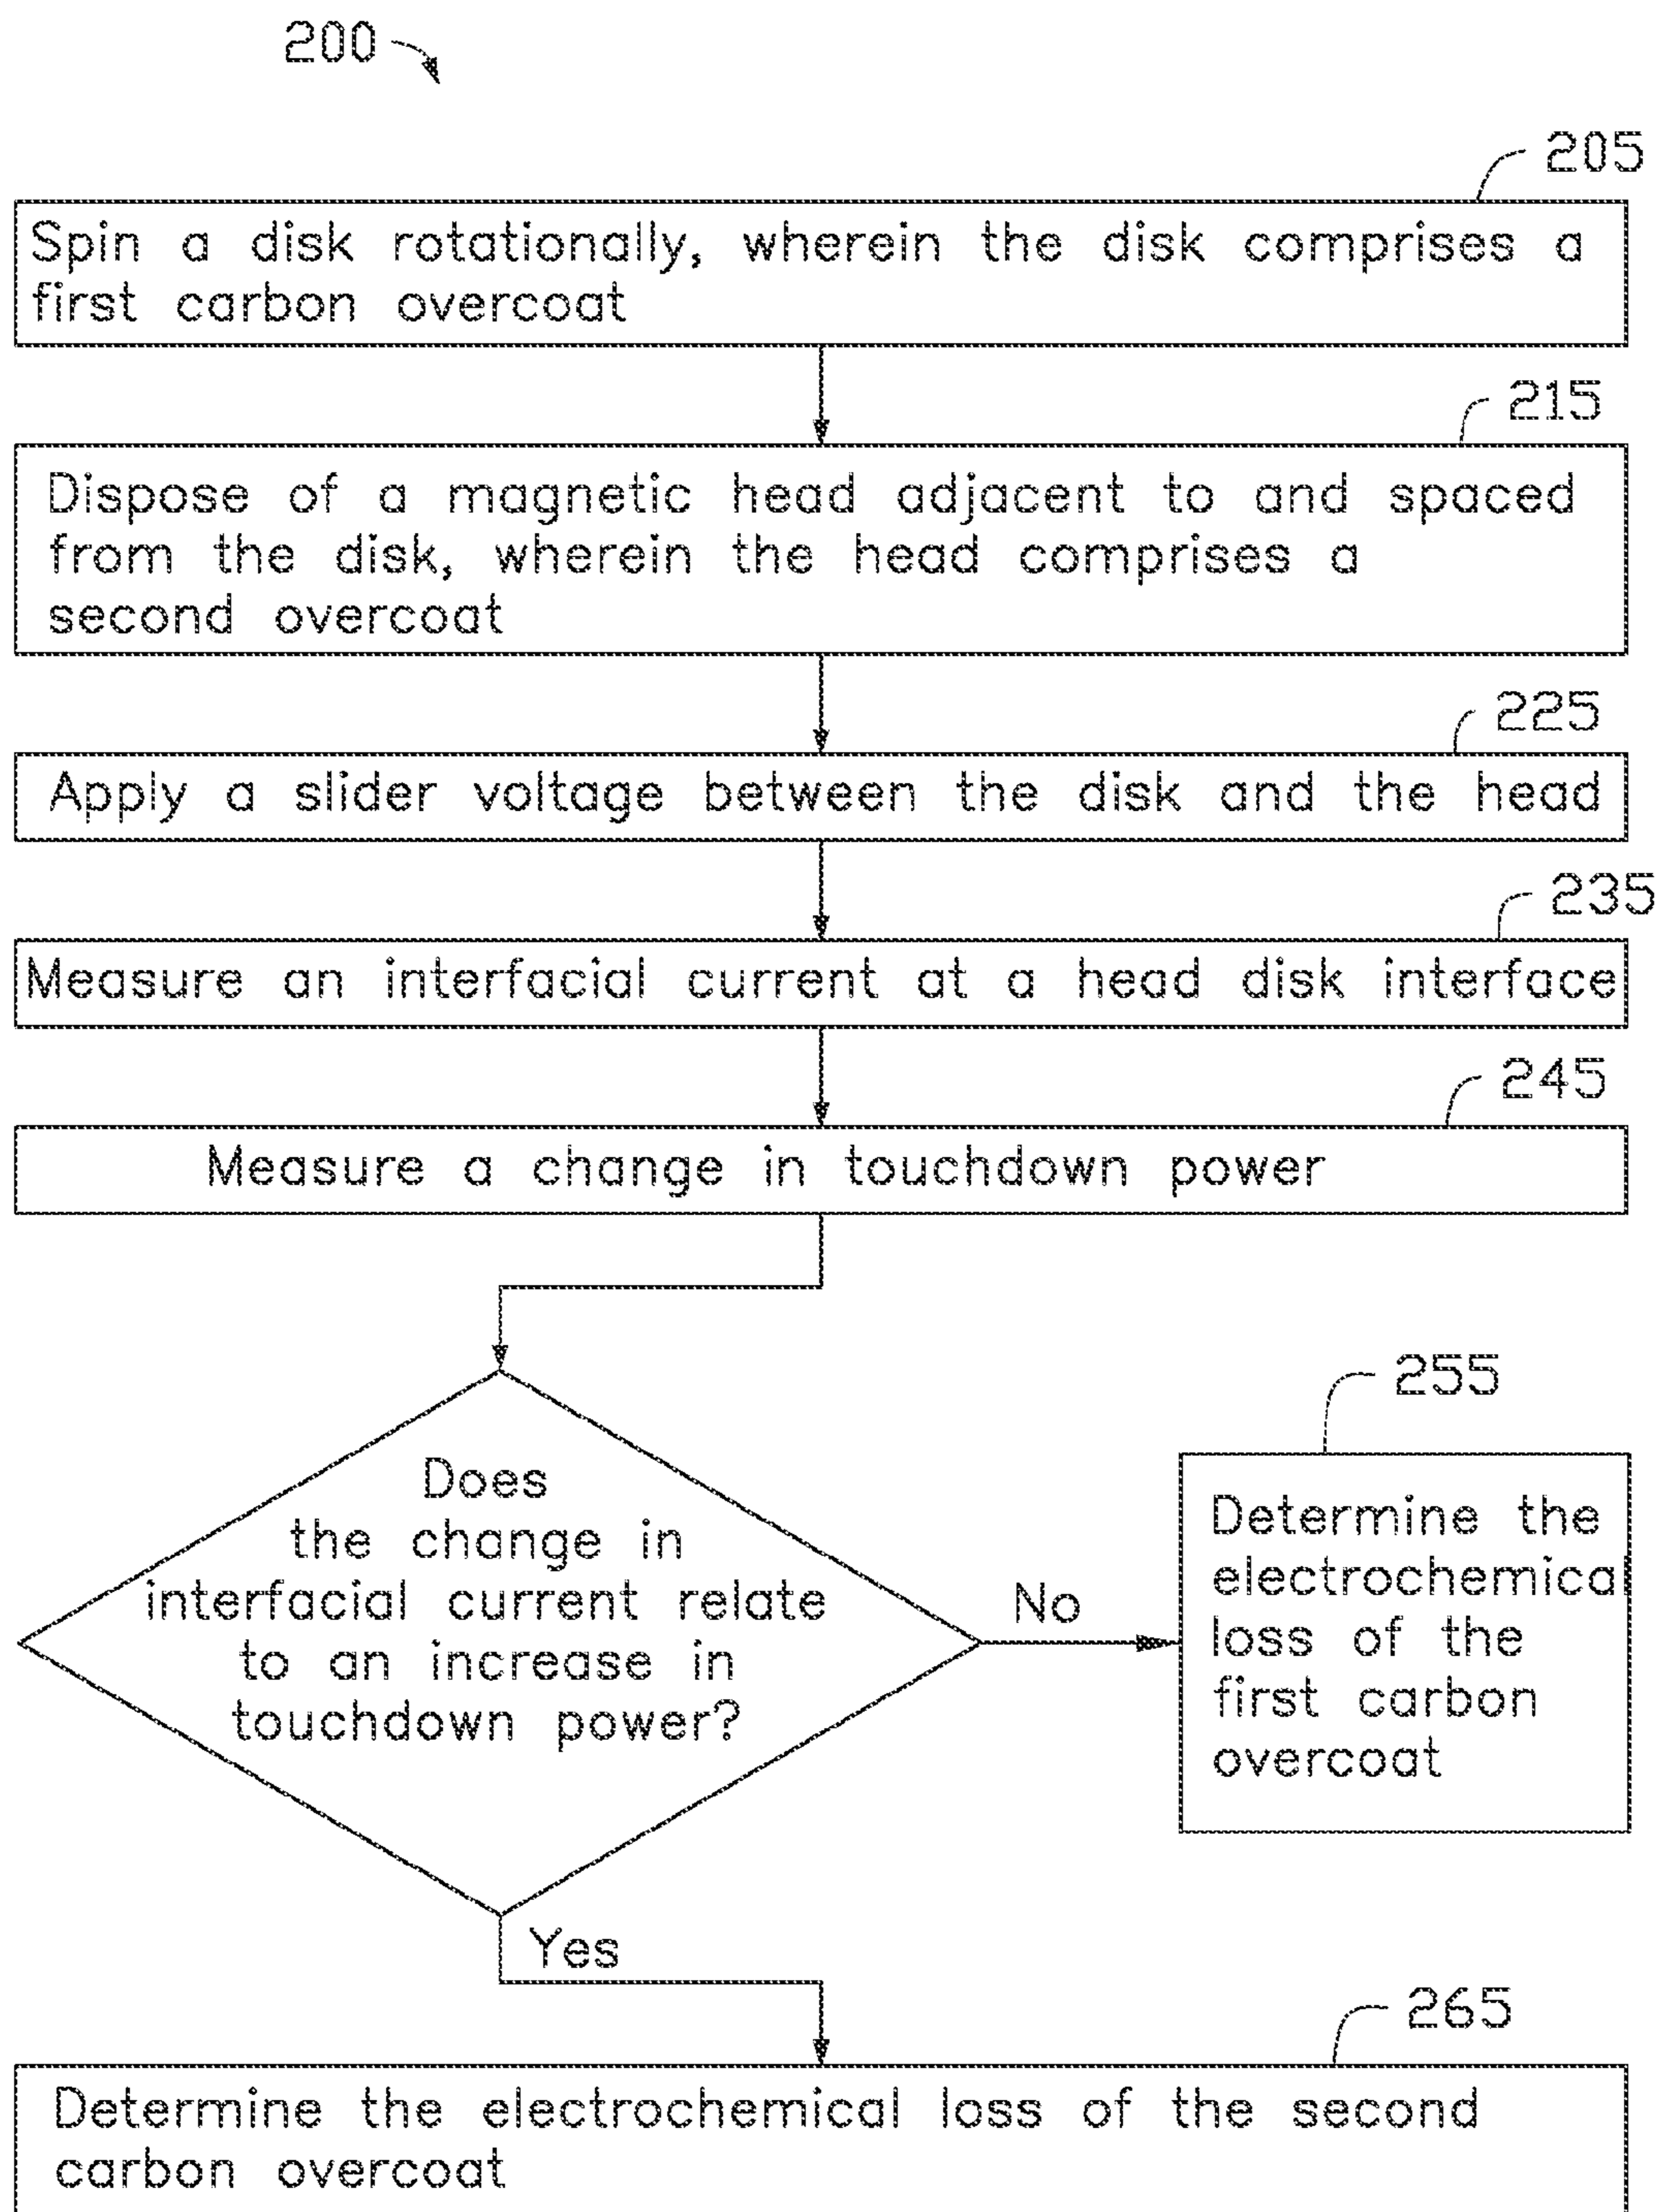 200
205
Spin a disk rotationally, wherein the disk comprises a
first carbon overcoat
215
Dispose of a magnetic head adjacent to and spaced
from the disk, wherein the head comprises a
second overcoat
225
Apply a slider voltage between the disk and the head
235
Measure an interfacial current at a head disk interface
245
Measure a change in touchdown power
Does
the change in
interfacial current relate
to an increase in
touchdown power?
No
255
Determine the
electrochemical
loss of the
first carbon
overcoat
Yes
265
Determine the electrochemical loss of the second
carbon overcoat